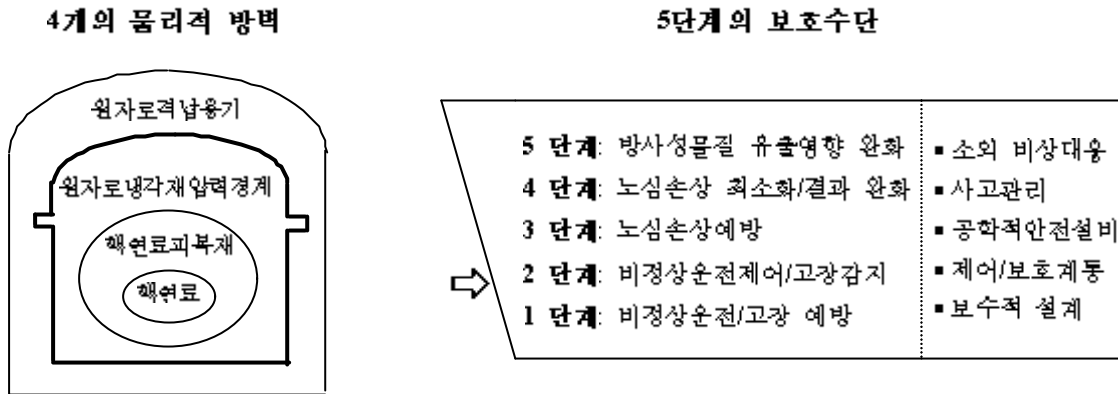 4개의 물리적 방벽
5단계의 보호수단
원자로격납용기
원자로냉각재압력경계
핵연료피복재
핵연료
5 단계: 방사성물질 유출영향 완화
4 단계: 노심손상 최소화/결과 완화
3 단계: 노심손상예방
2 단계: 비정상운전제어/고장감지
1 단계: 비정상운전/고장 예방
▪ 소외 비상대응
▪ 사고관리
▪ 공학적안전설비
▪ 제어/보호계통
▪ 보수적 설계